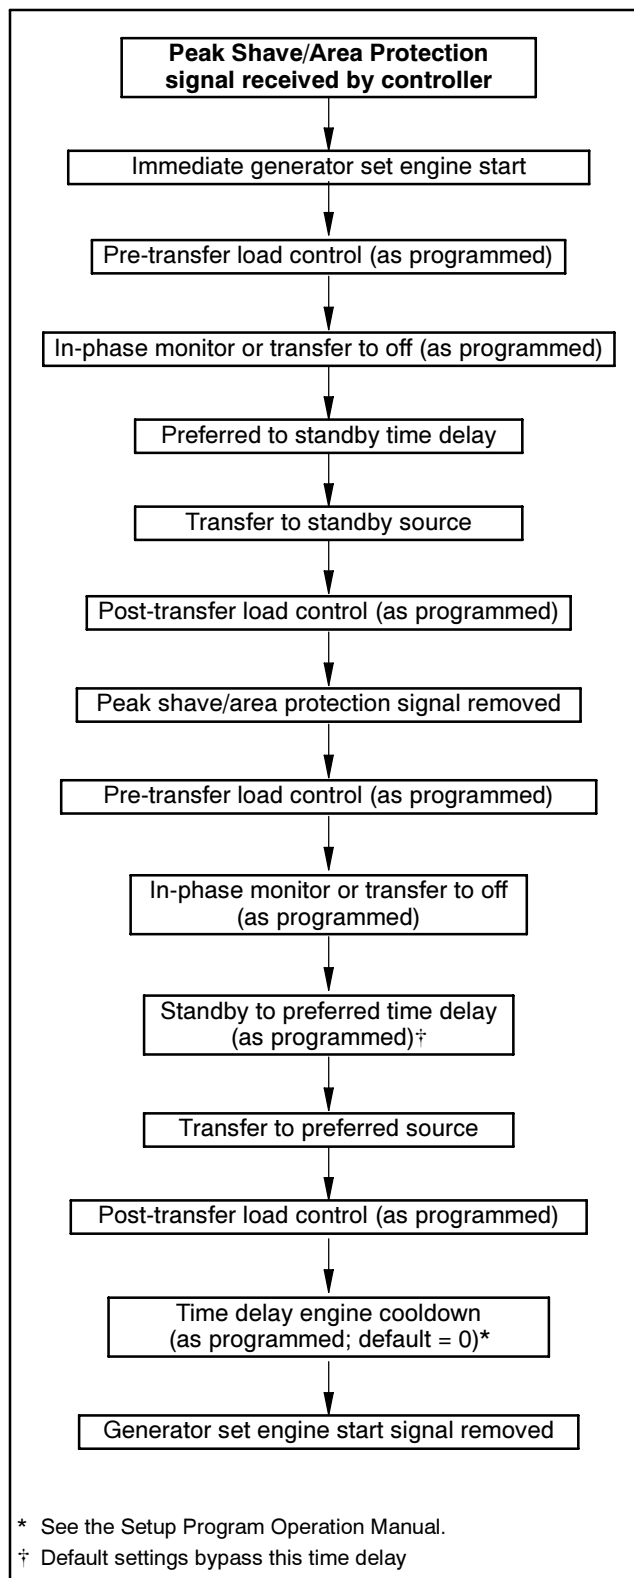 Peak Shave/Area Protection
signal received by controller
Immediate generator set engine start
Pre-transfer load control (as programmed)
In-phase monitor or transfer to off (as programmed)
Preferred to standby time delay
Transfer to standby source
Post-transfer load control (as programmed)
Peak shave/area protection signal removed
Pre-transfer load control (as programmed)
In-phase monitor or transfer to off
(as programmed)
Standby to preferred time delay
(as programmed)†
Transfer to preferred source
Post-transfer load control (as programmed)
Time delay engine cooldown
(as programmed; default = 0)*
Generator set engine start signal removed
* See the Setup Program Operation Manual.
† Default settings bypass this time delay